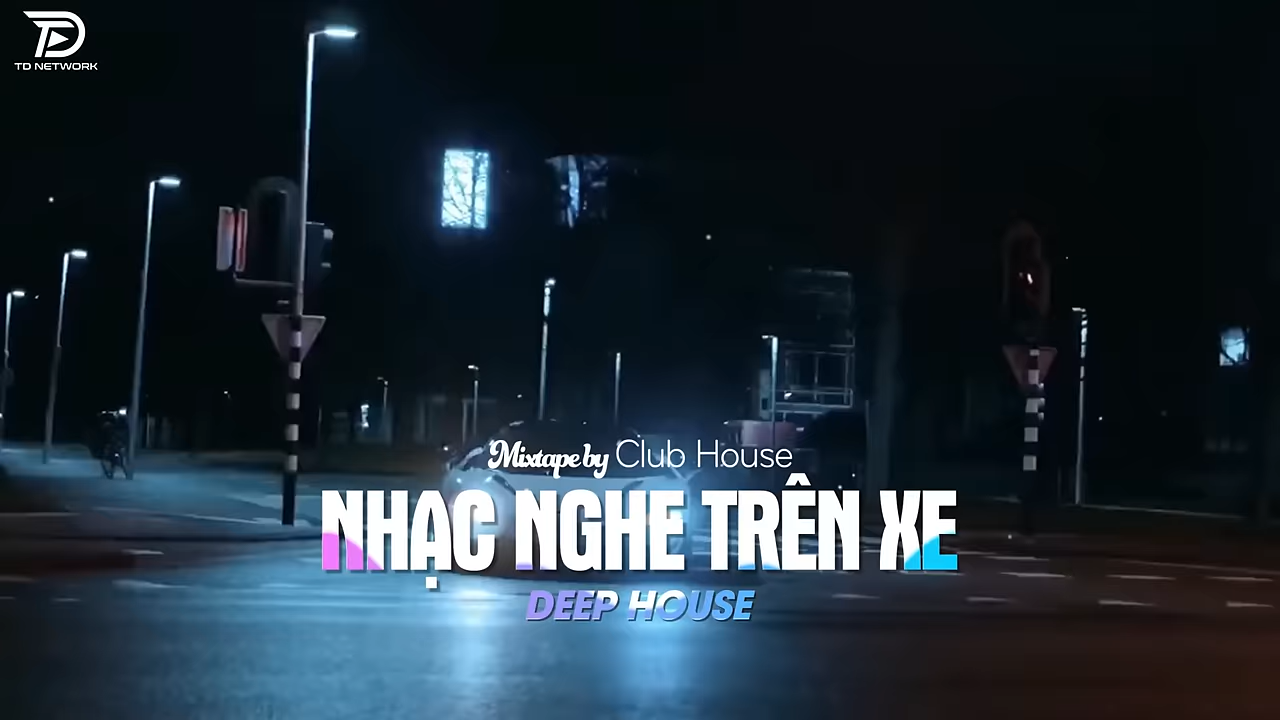 TD NETWORK
Mixtape by Club House
NHẠC NGHE TRÊN XE
DEEP HOUSE